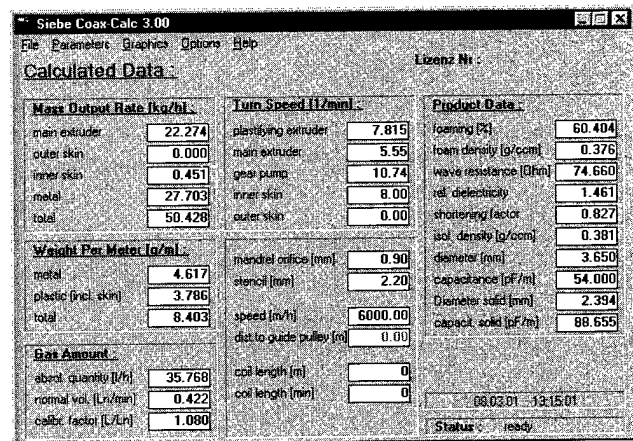 Siebe Coax-Calc 3.00
File Parameters Graphics Options Help
Calculated Data :
Lizenz Nr :
Mass Output Rate [kg/h] :
main extruder 22.274
outer skin 0.000
inner skin 0.451
metal 27.703
total 50.428
Weight Per Meter [g/m] :
metal 4.617
plastic (incl. skin) 3.786
total 8.403
Gas Amount :
absol. quantity [l/h] 35.768
normal vol. [Ln/min] 0.422
calibr. factor [L/Ln] 1.080
Turn Speed [1/min] :
plastifying extruder 7.815
main extruder 5.55
gear pump 10.74
inner skin 8.00
outer skin 0.00
mandrel orifice [mm] 0.90
stencil [mm] 2.20
speed [m/h] 6000.00
dist.to guide pulley [m] 0.00
coil length [m] 0
coil length [min] 0
Product Data :
foaming [%] 60.404
foam density [g/ccm] 0.376
wave resistance [Ohm] 74.660
rel. dielectricity 1.461
shortening factor 0.827
isol. density [g/ccm] 0.381
diameter [mm] 3.650
capacitance [pF/m] 54.000
Diameter solid [mm] 2.394
capacit. solid [pF/m] 88.655
08.03.01 13:15:01
Status : ready